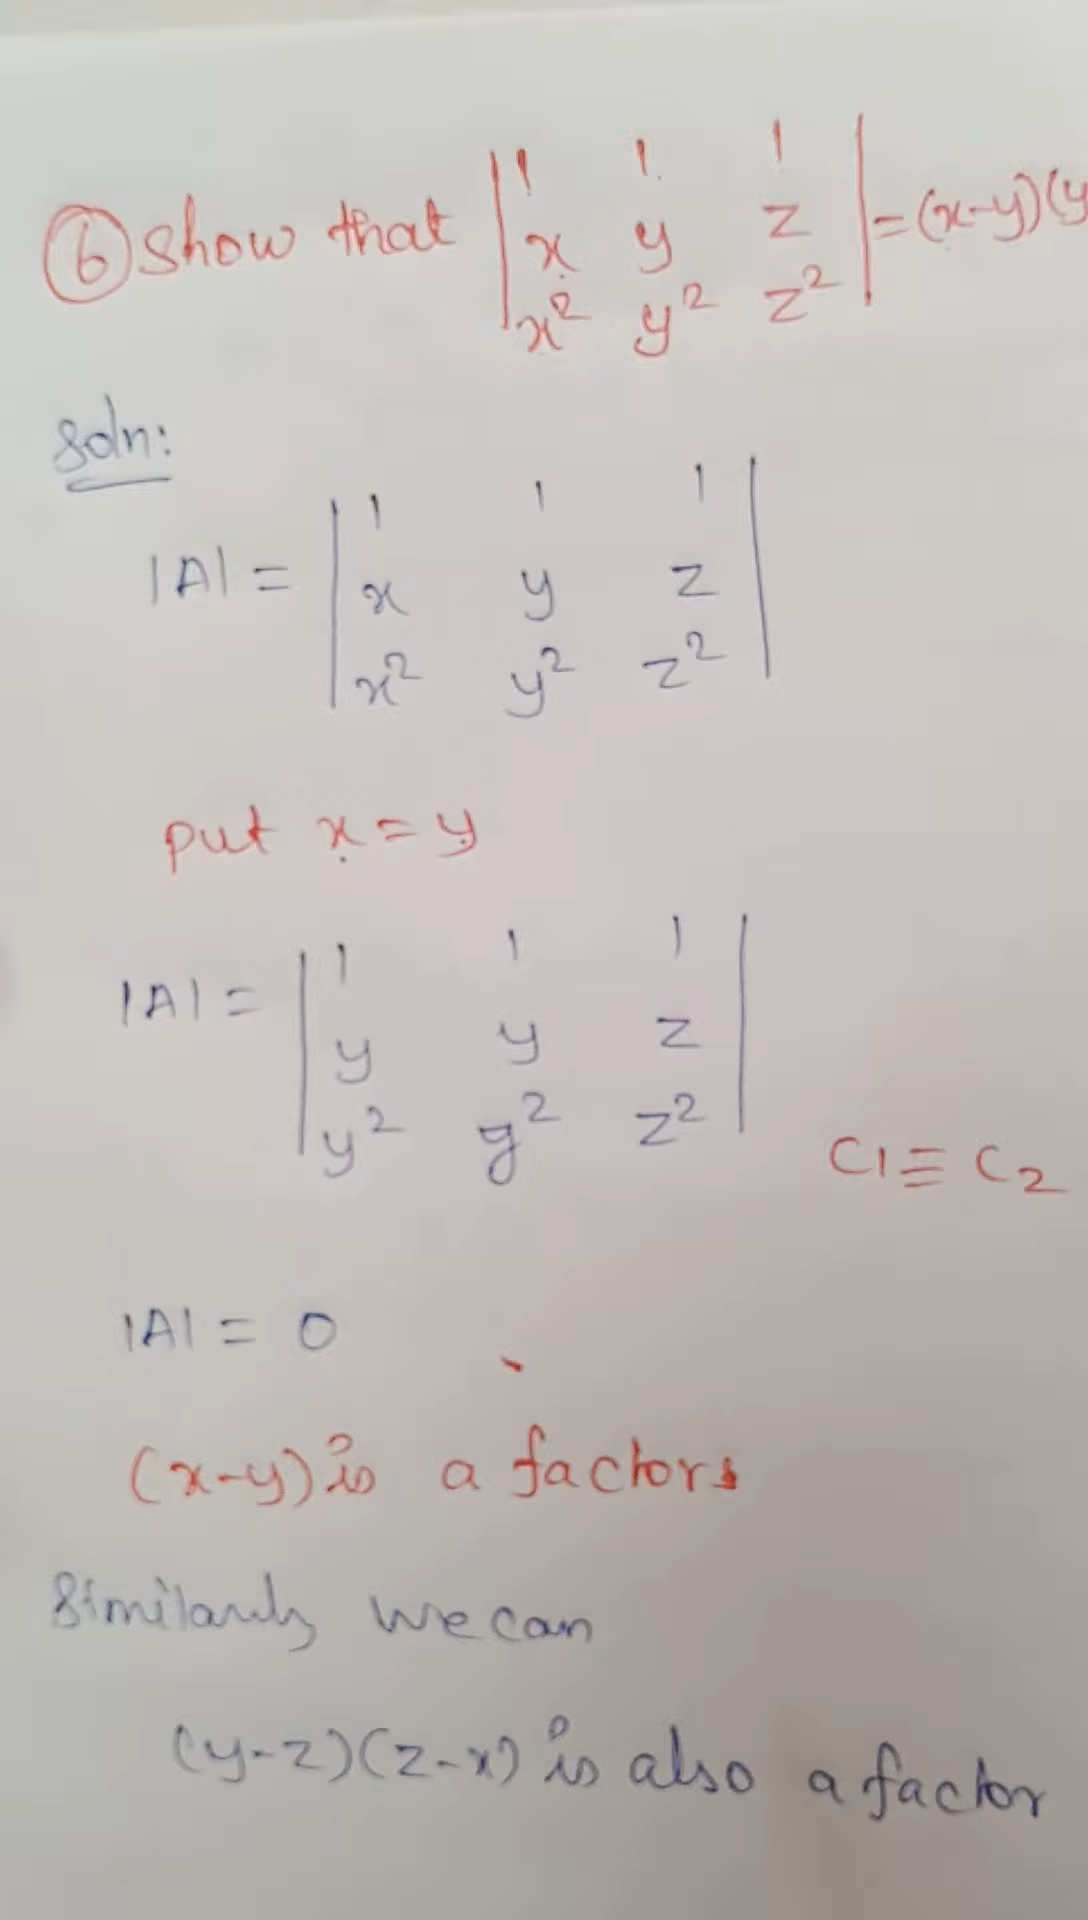 6 Show that | 1 1 1 | = (x-y)(y
| x y z |
| x² y² z² |
Soln:
|A| = | 1 1 1 |
| x y z |
| x² y² z² |
put x = y
|A| = | 1 1 1 |
| y y z |
| y² y² z² |
C1 ≡ C2
|A| = 0
(x-y) is a factors
Similarly we can
(y-z)(z-x) is also a factor